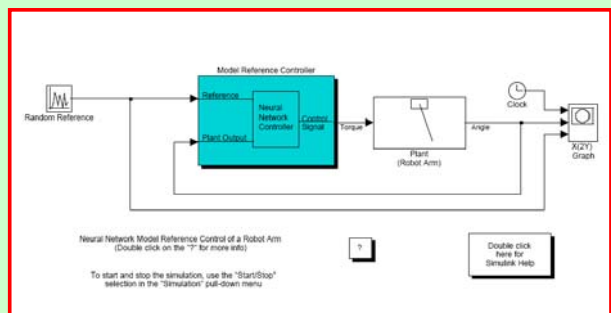 Model Reference Controller
Random Reference
Reference
Plant Output
Neural
Network
Controller
Control
Signal
Torque
Plant
(Robot Arm)
Angle
Clock
X(2Y)
Graph
Neural Network Model Reference Control of a Robot Arm
(Double click on the "?" for more info)
?
Double click
here for
Simulink Help
To start and stop the simulation, use the "Start/Stop"
selection in the "Simulation" pull-down menu